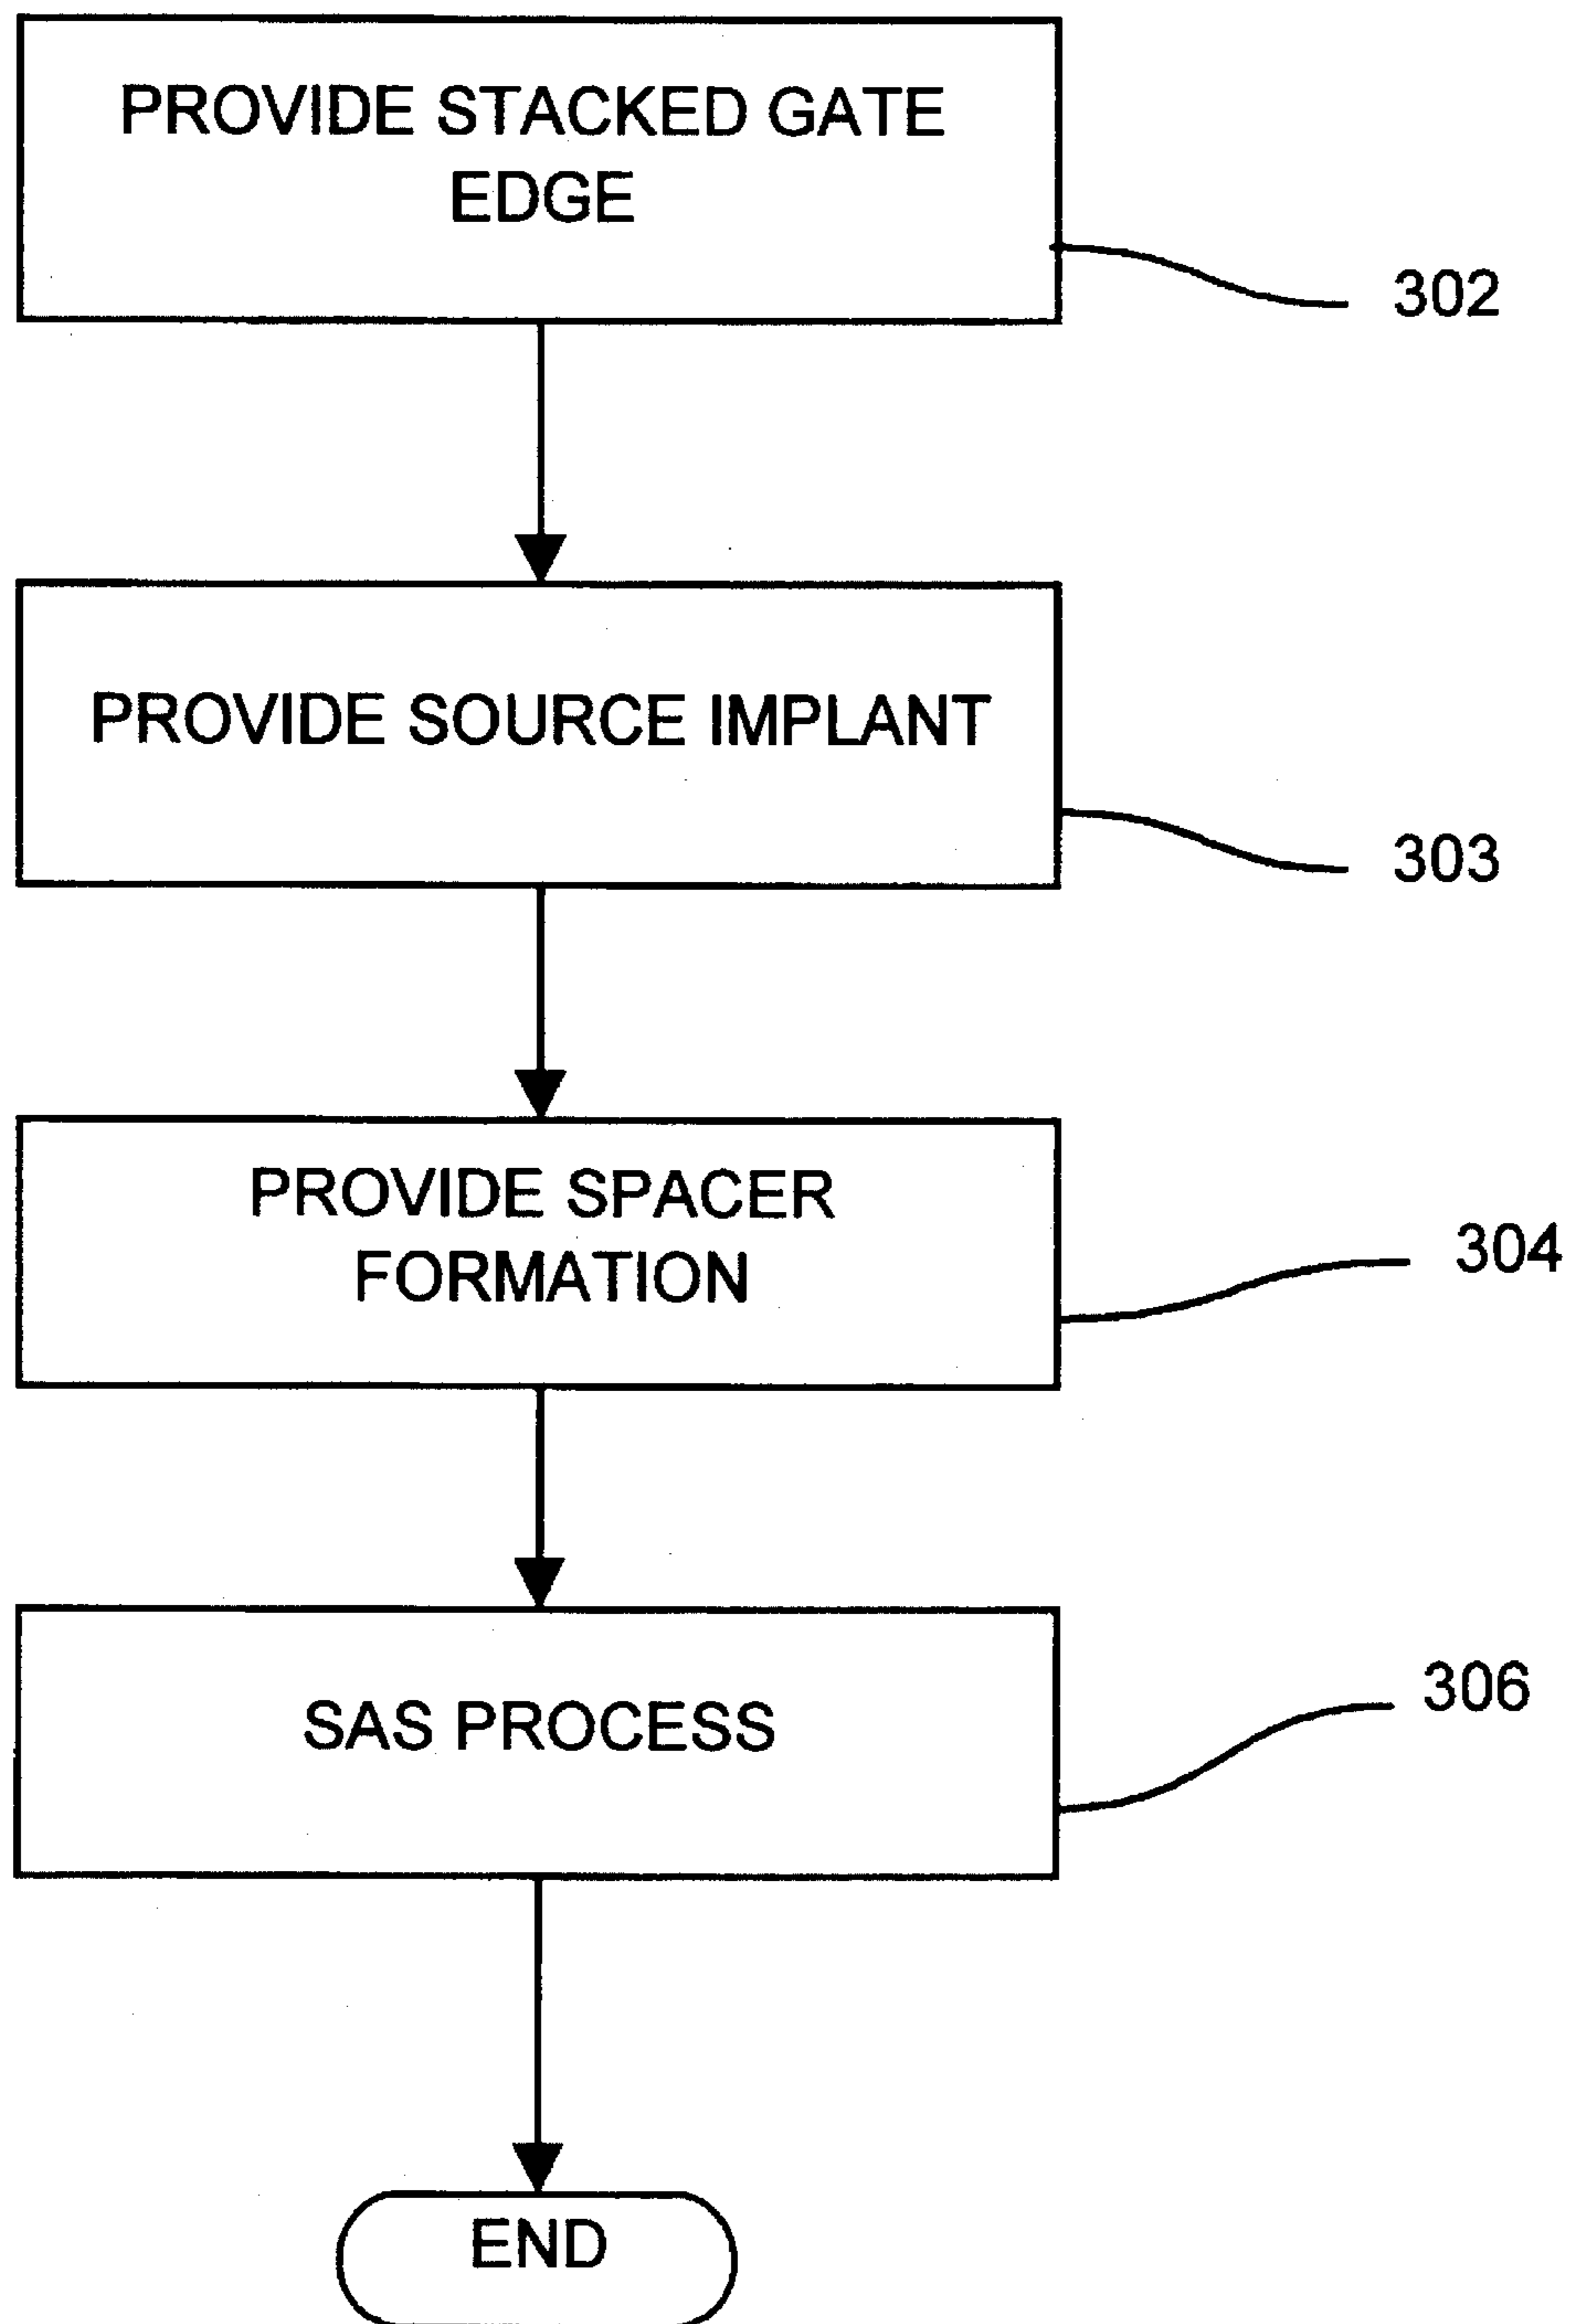 PROVIDE STACKED GATE
EDGE
302
PROVIDE SOURCE IMPLANT
303
PROVIDE SPACER
FORMATION
304
SAS PROCESS
306
END